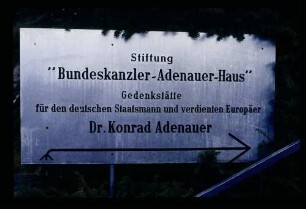 Stiftung
"Bundeskanzler-Adenauer-Haus"
Gedenkstätte
für den deutschen Staatsmann und verdienten Europäer
Dr. Konrad Adenauer